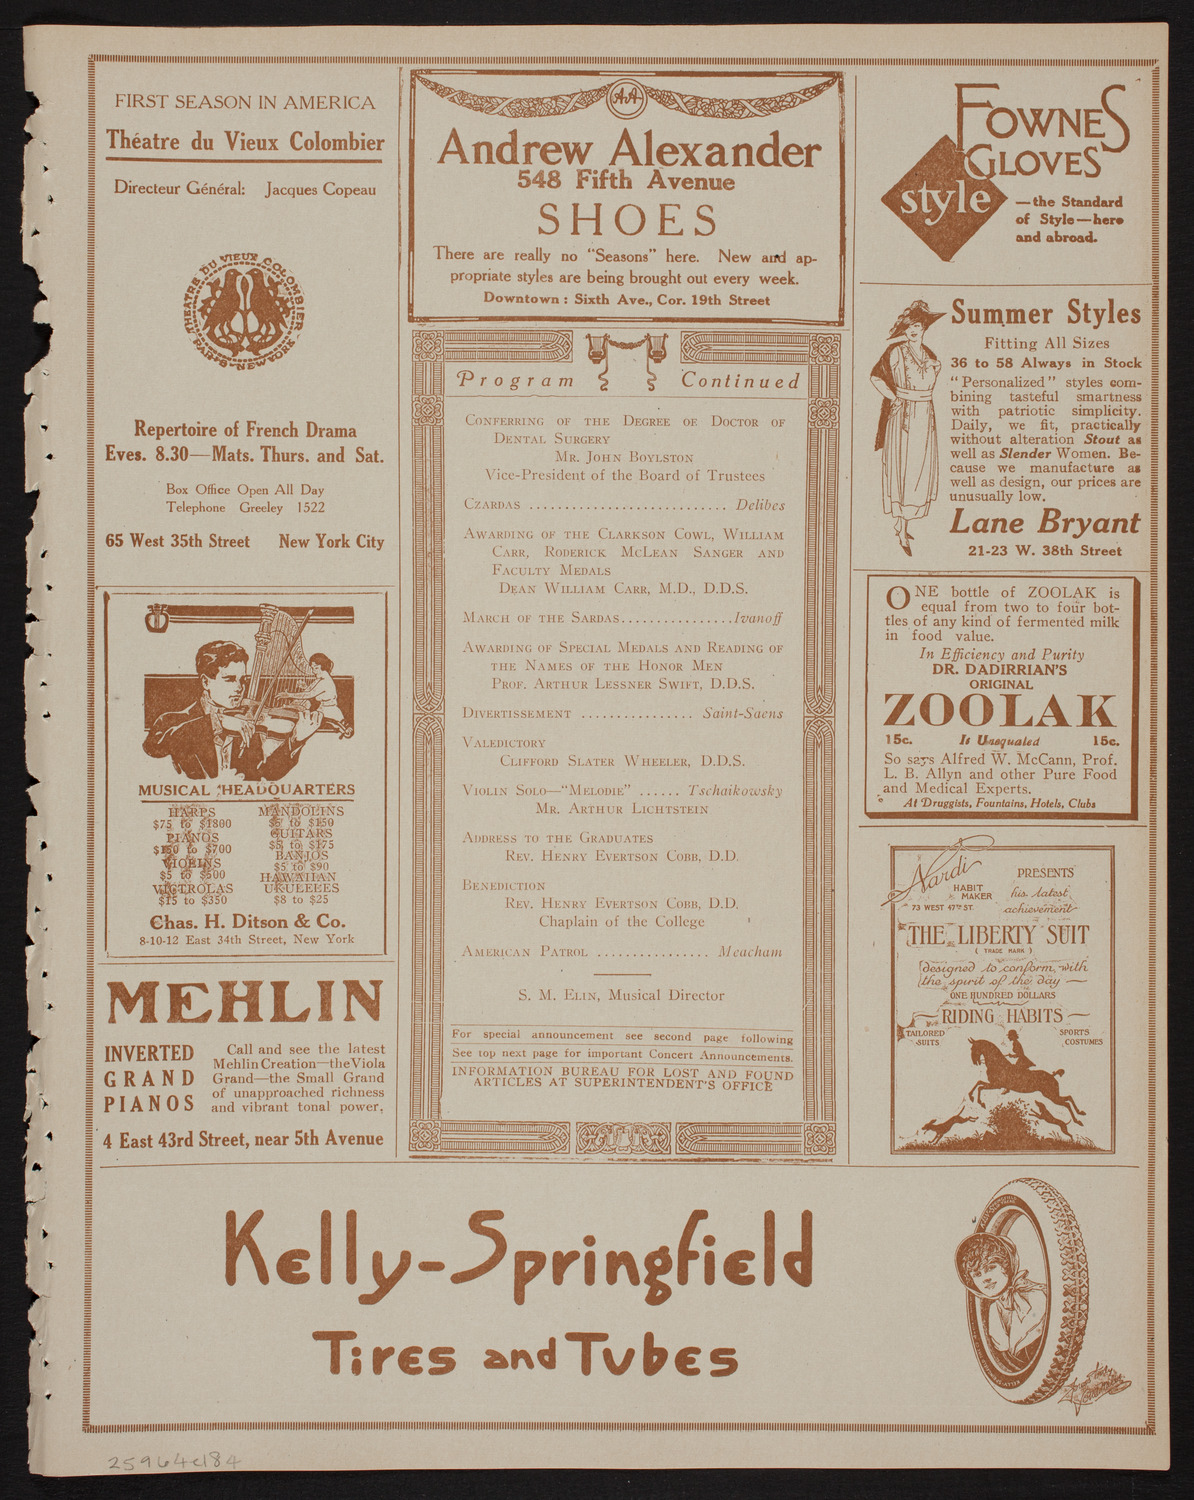 FIRST SEASON IN AMERICA
Théatre du Vieux Colombier
Directeur Général: Jacques Copeau
THEATRE DU VIEUX COLOMBIER
PARIS-NEW YORK
Repertoire of French Drama
Eves. 8.30—Mats. Thurs. and Sat.
Box Office Open All Day
Telephone Greeley 1522
65 West 35th Street New York City
MUSICAL HEADQUARTERS
HARPS
$75 to $1800
PIANOS
$150 to $700
VIOLINS
$5 to $500
VICTROLAS
$15 to $350
MANDOLINS
$5 to $150
GUITARS
$5 to $175
BANJOS
$5 to $90
HAWAIIAN
UKULELES
$8 to $25
Chas. H. Ditson & Co.
8-10-12 East 34th Street, New York
MEHLIN
INVERTED
GRAND
PIANOS
Call and see the latest
Mehlin Creation—the Viola
Grand—the Small Grand
of unapproached richness
and vibrant tonal power.
4 East 43rd Street, near 5th Avenue
AA
Andrew Alexander
548 Fifth Avenue
SHOES
There are really no "Seasons" here. New and ap-
propriate styles are being brought out every week.
Downtown: Sixth Ave., Cor. 19th Street
Program Continued
CONFERRING OF THE DEGREE OF DOCTOR OF
DENTAL SURGERY
MR. JOHN BOYLSTON
Vice-President of the Board of Trustees
CZARDAS ............................ Delibes
AWARDING OF THE CLARKSON COWL, WILLIAM
CARR, RODERICK MCLEAN SANGER AND
FACULTY MEDALS
DEAN WILLIAM CARR, M.D., D.D.S.
MARCH OF THE SARDAS................Ivanoff
AWARDING OF SPECIAL MEDALS AND READING OF
THE NAMES OF THE HONOR MEN
PROF. ARTHUR LESSNER SWIFT, D.D.S.
DIVERTISSEMENT ................ Saint-Saens
VALEDICTORY
CLIFFORD SLATER WHEELER, D.D.S.
VIOLIN SOLO—"MELODIE" ...... Tschaikowsky
MR. ARTHUR LICHTSTEIN
ADDRESS TO THE GRADUATES
REV. HENRY EVERTSON COBB, D.D.
BENEDICTION
REV. HENRY EVERTSON COBB, D.D.
Chaplain of the College
AMERICAN PATROL ................ Meacham
S. M. ELIN, Musical Director
For special announcement see second page following
See top next page for important Concert Announcements.
INFORMATION BUREAU FOR LOST AND FOUND
ARTICLES AT SUPERINTENDENT'S OFFICE
FOWNES
GLOVES
style
—the Standard
of Style—here
and abroad.
Summer Styles
Fitting All Sizes
36 to 58 Always in Stock
"Personalized" styles com-
bining tasteful smartness
with patriotic simplicity.
Daily, we fit, practically
without alteration Stout as
well as Slender Women. Be-
cause we manufacture as
well as design, our prices are
unusually low.
Lane Bryant
21-23 W. 38th Street
ONE bottle of ZOOLAK is
equal from two to four bot-
tles of any kind of fermented milk
in food value.
In Efficiency and Purity
DR. DADIRRIAN'S
ORIGINAL
ZOOLAK
15c. Is Unequaled 15c.
So says Alfred W. McCann, Prof.
L. B. Allyn and other Pure Food
and Medical Experts.
At Druggists, Fountains, Hotels, Clubs
Nardi
HABIT
MAKER
73 WEST 47TH ST.
PRESENTS
his latest
achievement
THE LIBERTY SUIT
( TRADE MARK )
designed to conform with
the spirit of the day —
ONE HUNDRED DOLLARS
— RIDING HABITS —
TAILORED
SUITS
SPORTS
COSTUMES
Kelly-Springfield
Tires and Tubes
25964c184